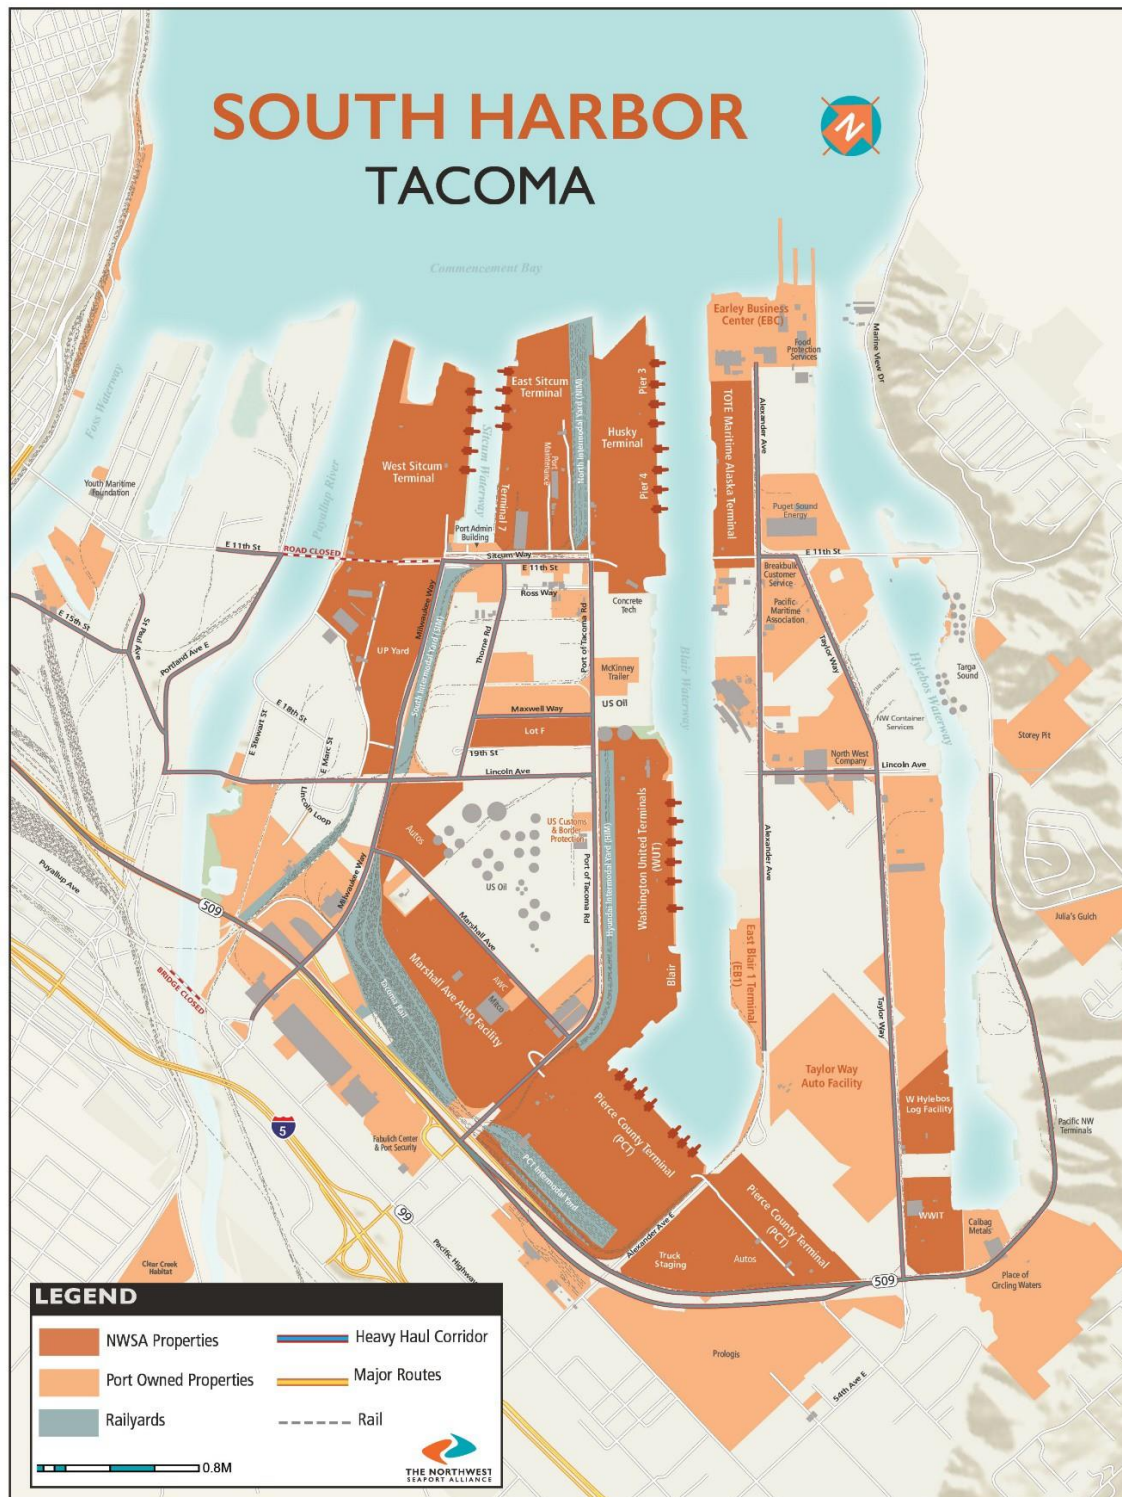 SOUTH HARBOR
TACOMA
N
Commencement Bay
Foss Waterway
Puyallup River
Sitcum Waterway
Blair Waterway
Hylebos Waterway
Marine View Dr
Earley Business
Center (EBC)
Food
Protection
Services
East Sitcum
Terminal
North Intermodal Yard (NIM)
Pier 3
Husky
Terminal
Pier 4
TOTE Maritime Alaska Terminal
Alexander Ave
West Sitcum
Terminal
Port
Maintenance
Terminal 7
Port Admin
Building
Youth Maritime
Foundation
Puget Sound
Energy
E 11th St
ROAD CLOSED
Sitcum Way
E 11th St
E 11th St
Ross Way
Concrete
Tech
Breakbulk
Customer
Service
Pacific
Maritime
Association
E 15th St
St Paul Ave
Portland Ave E
Milwaukee Way
UP Yard
South Intermodal Yard (SIM)
Thorne Rd
Port of Tacoma Rd
McKinney
Trailer
US Oil
Taylor Way
Targa
Sound
E 18th St
E Stewart St
E Marc St
Maxwell Way
Lot F
19th St
Lincoln Ave
NW Container
Services
North West
Company
Lincoln Ave
Storey Pit
Lincoln Loop
Autos
US Oil
US Customs
& Border
Protection
Port of Tacoma Rd
Hyundai Intermodal Yard (HIM)
Washington United Terminals
(WUT)
Alexander Ave
Puyallup Ave
509
Milwaukee Way
Marshall Ave
Julia's Gulch
BRIDGE CLOSED
Tacoma Rail
Marshall Ave Auto Facility
AWC
Milco
Blair
East Blair 1 Terminal
(EB1)
Taylor Way
Taylor Way
Auto Facility
W Hylebos
Log Facility
Pacific NW
Terminals
5
Fabulich Center
& Port Security
Pierce County Terminal
(PCT)
PCT Intermodal Yard
99
Pacific Highway
Alexander Ave E
Truck
Staging
Autos
Pierce County Terminal
(PCT)
WWIT
Calbag
Metals
Place of
Circling Waters
509
Clear Creek
Habitat
Prologis
54th Ave E
LEGEND
NWSA Properties
Heavy Haul Corridor
Port Owned Properties
Major Routes
Railyards
Rail
0.8M
THE NORTHWEST
SEAPORT ALLIANCE